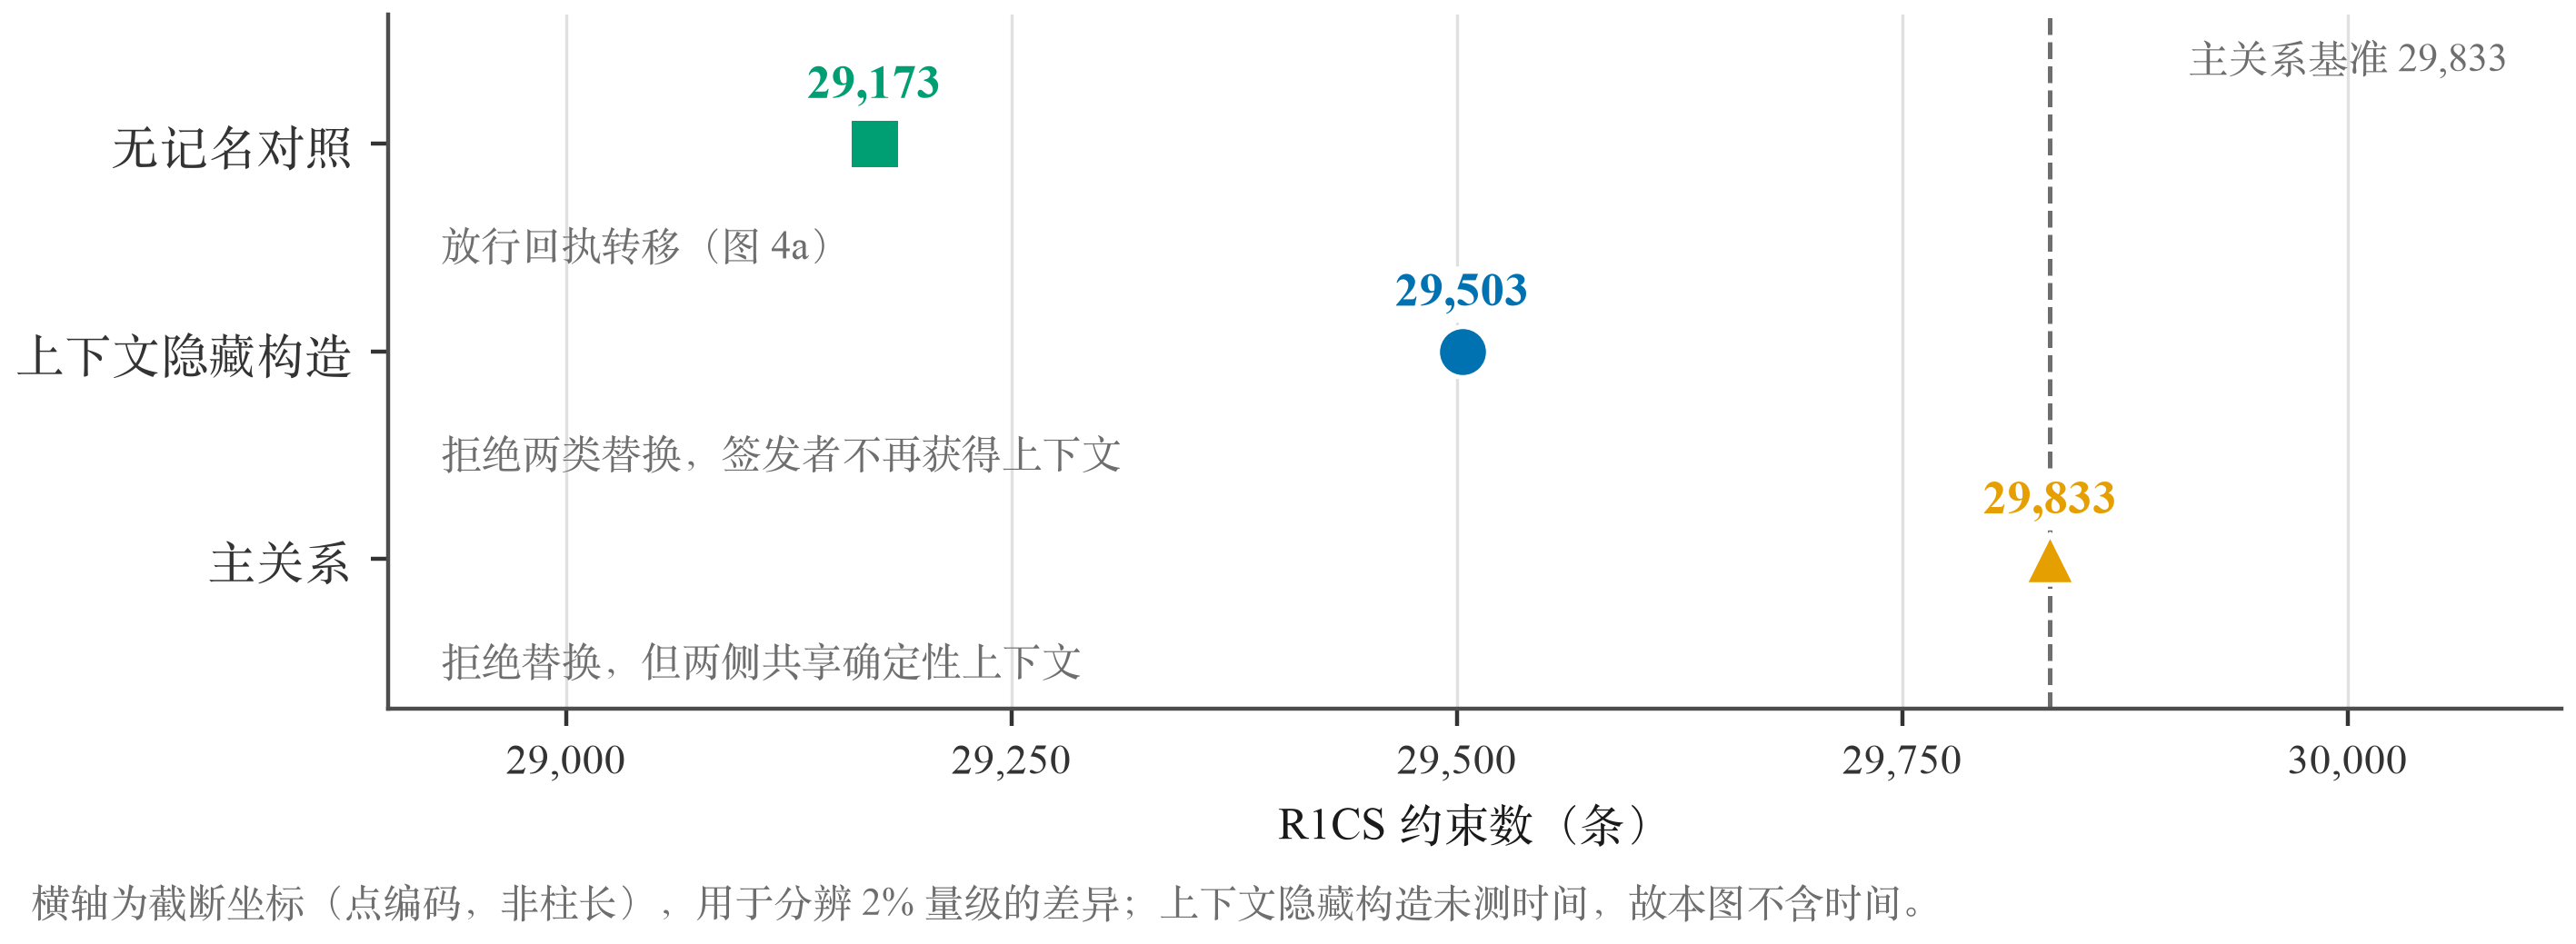 主关系基准 29,833
29,173
无记名对照
放行回执转移（图 4a）
29,503
上下文隐藏构造
拒绝两类替换，签发者不再获得上下文
29,833
主关系
拒绝替换，但两侧共享确定性上下文
29,000 29,250 29,500 29,750 30,000
R1CS 约束数（条）
横轴为截断坐标（点编码，非柱长），用于分辨 2% 量级的差异；上下文隐藏构造未测时间，故本图不含时间。